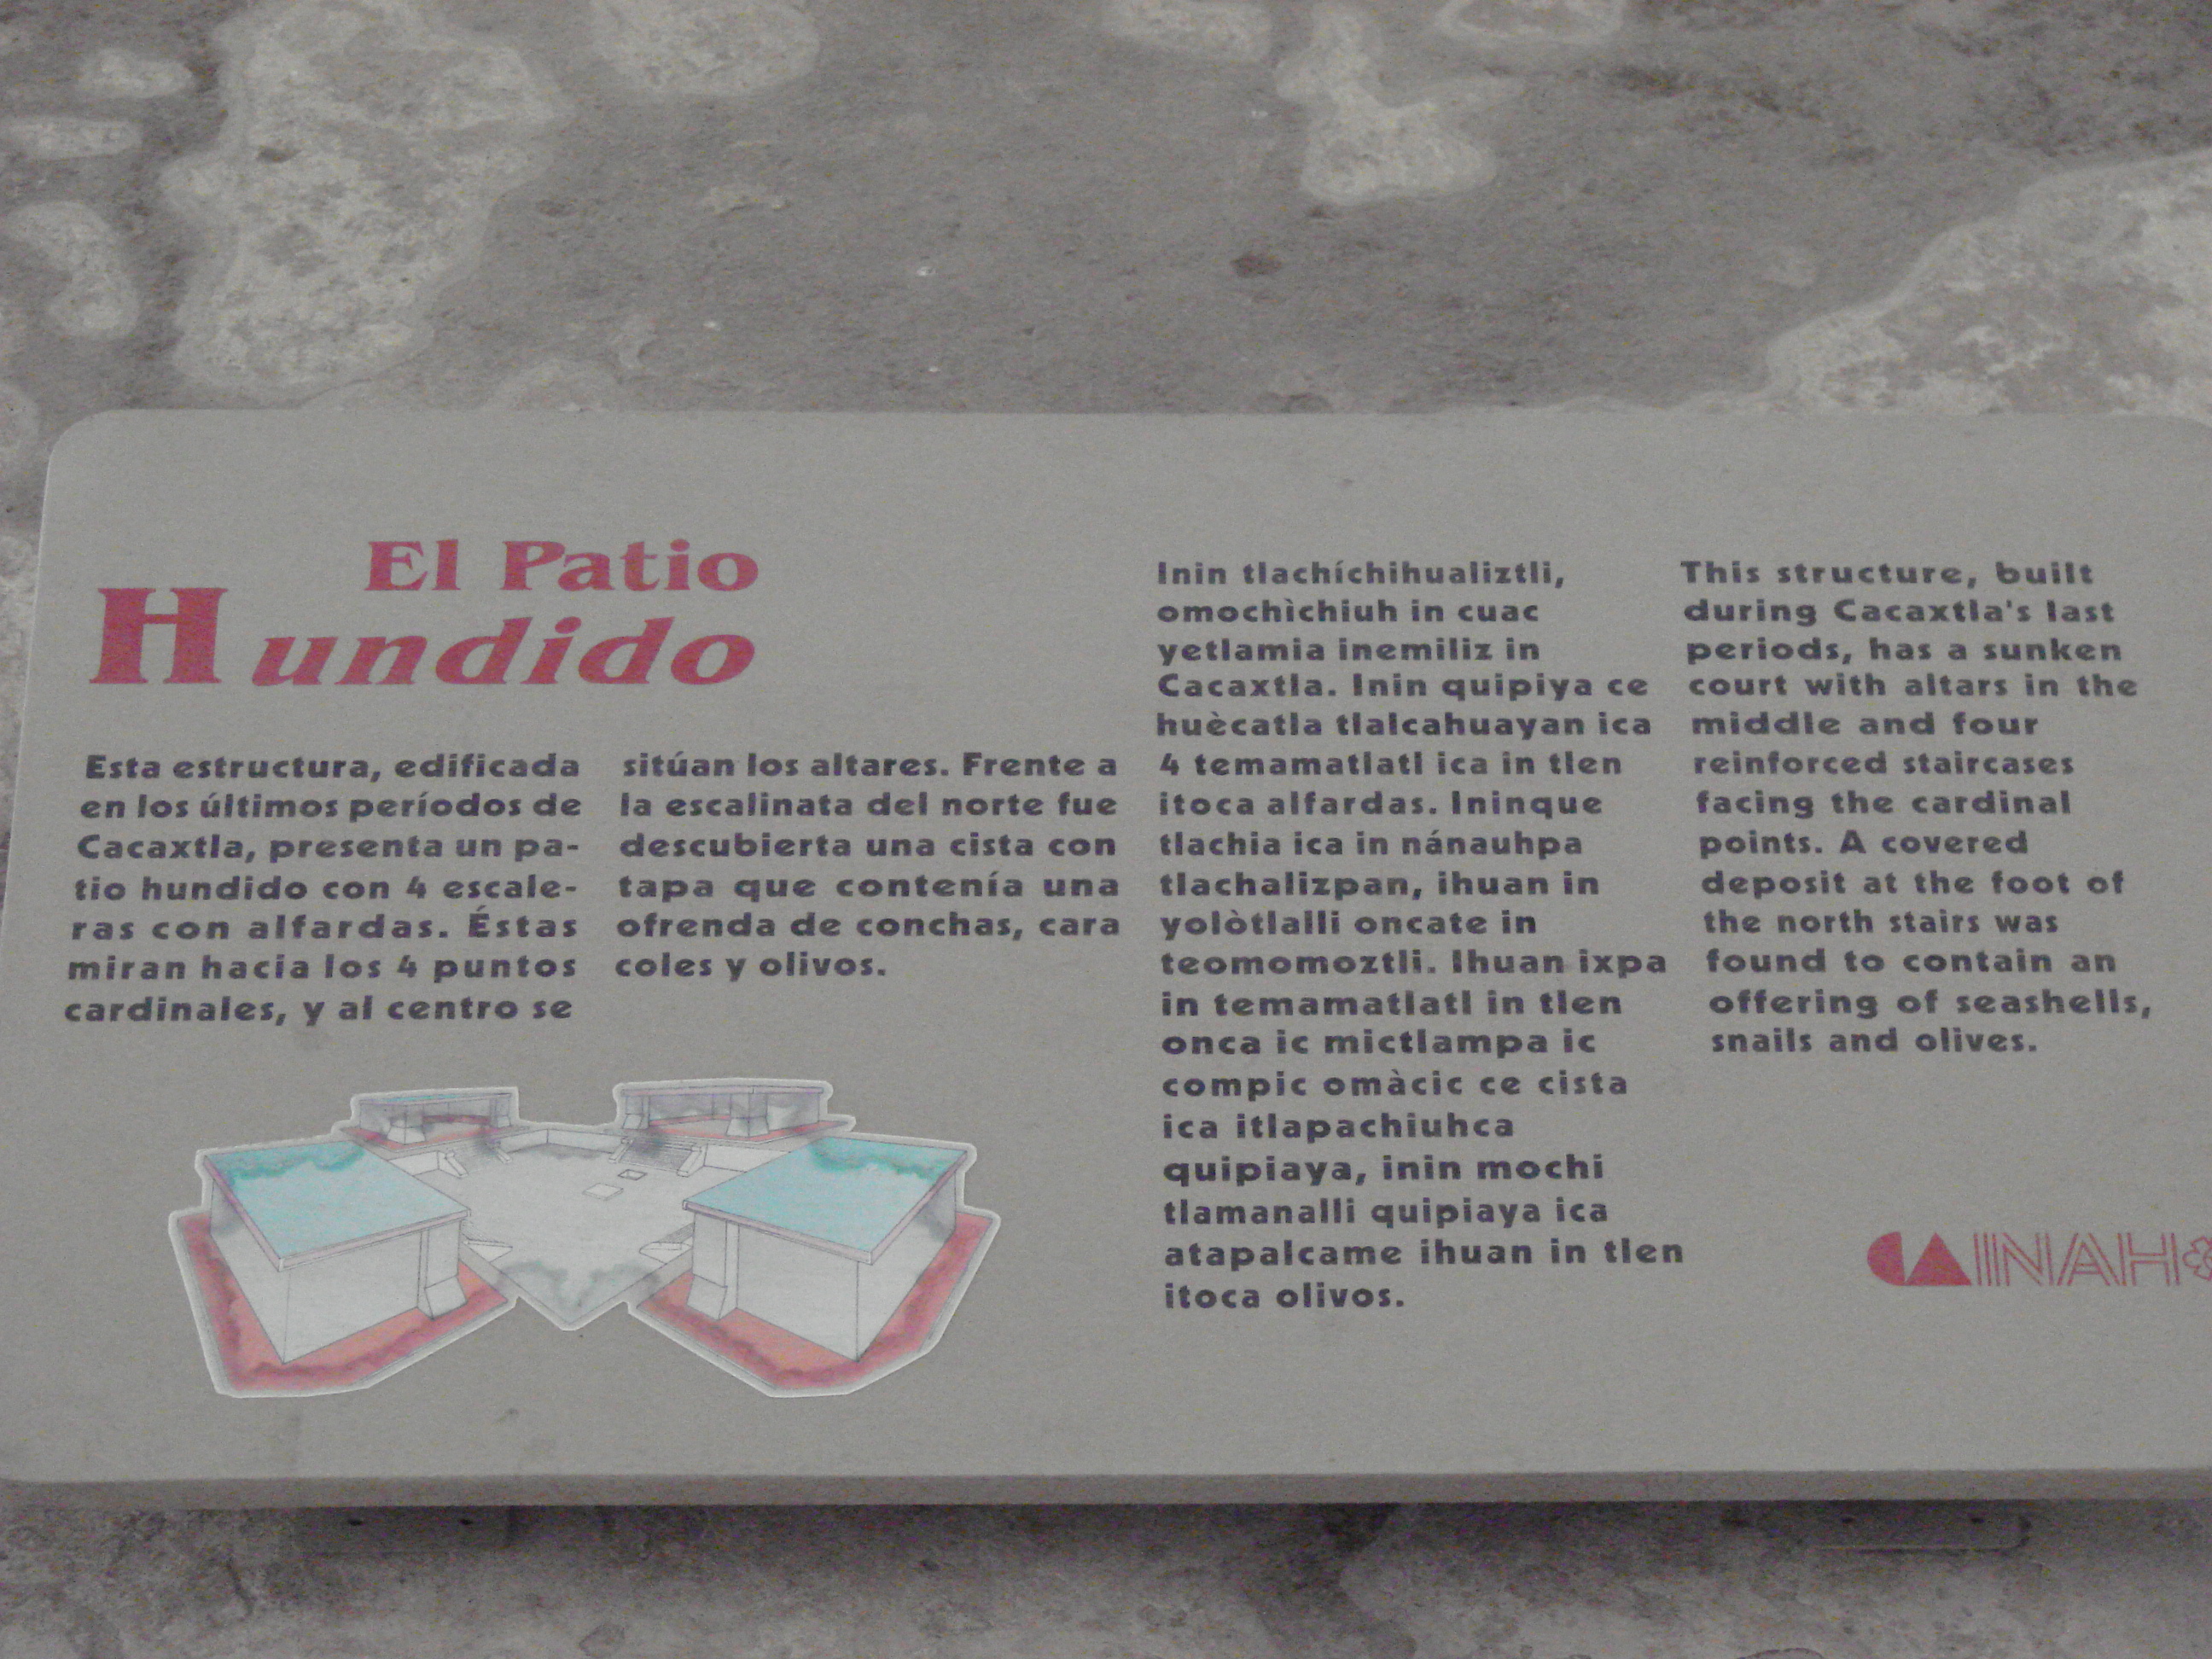 El Patio
Hundido
Esta estructura, edificada
en los últimos períodos de
Cacaxtla, presenta un pa-
tio hundido con 4 escale-
ras con alfardas. Éstas
miran hacia los 4 puntos
cardinales, y al centro se
sitúan los altares. Frente a
la escalinata del norte fue
descubierta una cista con
tapa que contenía una
ofrenda de conchas, cara
coles y olivos.
Inin tlachíchihualiztli,
omochìchiuh in cuac
yetlamia inemiliz in
Cacaxtla. Inin quipiya ce
huècatla tlalcahuayan ica
4 temamatlatl ica in tlen
itoca alfardas. Ininque
tlachia ica in nánauhpa
tlachalizpan, ihuan in
yolòtlalli oncate in
teomomoztli. Ihuan ixpa
in temamatlatl in tlen
onca ic mictlampa ic
compic omàcic ce cista
ica itlapachiuhca
quipiaya, inin mochi
tlamanalli quipiaya ica
atapalcame ihuan in tlen
itoca olivos.
This structure, built
during Cacaxtla's last
periods, has a sunken
court with altars in the
middle and four
reinforced staircases
facing the cardinal
points. A covered
deposit at the foot of
the north stairs was
found to contain an
offering of seashells,
snails and olives.
INAH